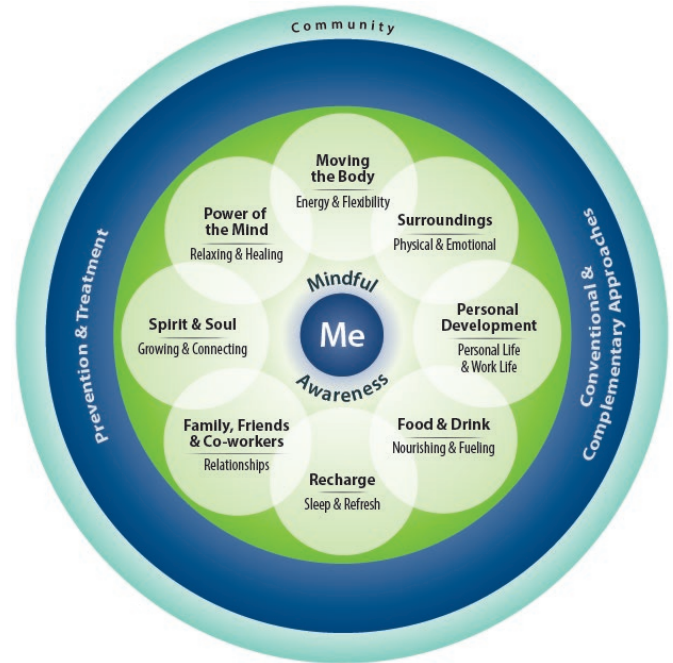 Community
Prevention & Treatment
Conventional &
Complementary Approaches
Moving
the Body
Energy & Flexibility
Surroundings
Physical & Emotional
Personal
Development
Personal Life
& Work Life
Food & Drink
Nourishing & Fueling
Recharge
Sleep & Refresh
Family, Friends
& Co-workers
Relationships
Spirit & Soul
Growing & Connecting
Power of
the Mind
Relaxing & Healing
Mindful
Me
Awareness